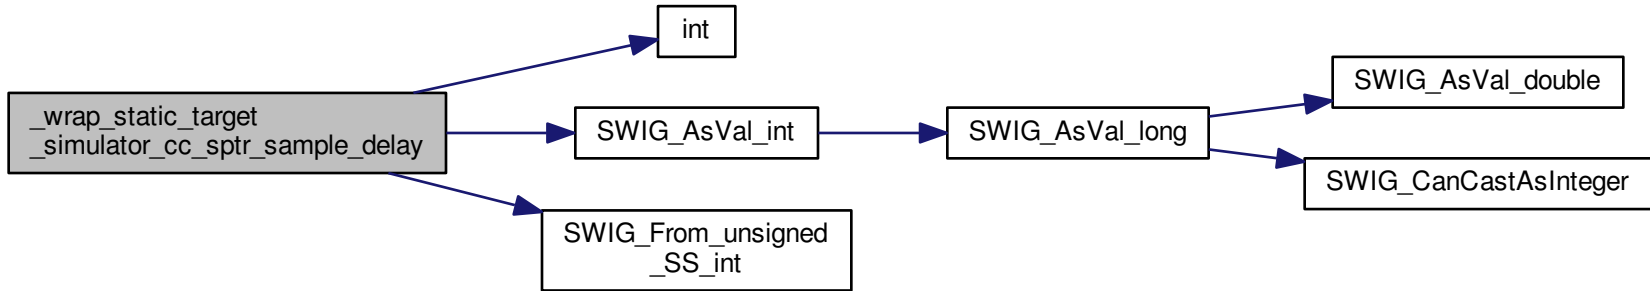 int
_wrap_static_target
_simulator_cc_sptr_sample_delay
SWIG_AsVal_int
SWIG_From_unsigned
_SS_int
SWIG_AsVal_long
SWIG_AsVal_double
SWIG_CanCastAsInteger